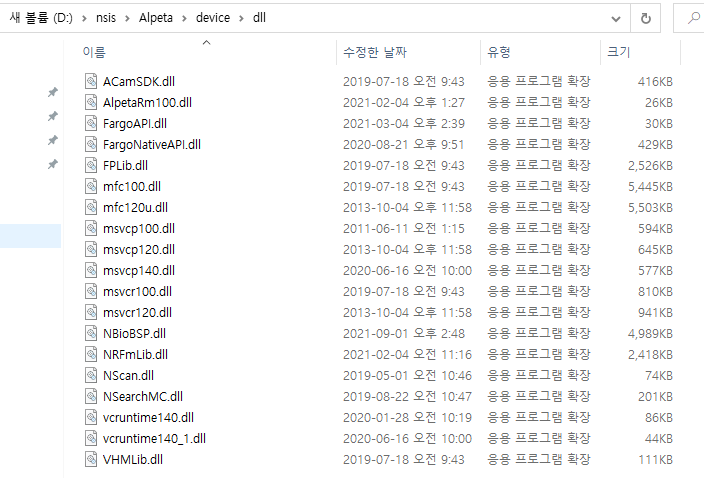 새 볼륨 (D:) > nsis > Alpeta > device > dll
이름 수정한 날짜 유형 크기
ACamSDK.dll 2019-07-18 오전 9:43 응용 프로그램 확장 416KB
AlpetaRm100.dll 2021-02-04 오후 1:27 응용 프로그램 확장 26KB
FargoAPI.dll 2021-03-04 오후 2:39 응용 프로그램 확장 30KB
FargoNativeAPI.dll 2020-08-21 오후 9:51 응용 프로그램 확장 429KB
FPLib.dll 2019-07-18 오전 9:43 응용 프로그램 확장 2,526KB
mfc100.dll 2019-07-18 오전 9:43 응용 프로그램 확장 5,445KB
mfc120u.dll 2013-10-04 오후 11:58 응용 프로그램 확장 5,503KB
msvcp100.dll 2011-06-11 오전 1:15 응용 프로그램 확장 594KB
msvcp120.dll 2013-10-04 오후 11:58 응용 프로그램 확장 645KB
msvcp140.dll 2020-06-16 오전 10:00 응용 프로그램 확장 577KB
msvcr100.dll 2019-07-18 오전 9:43 응용 프로그램 확장 810KB
msvcr120.dll 2013-10-04 오후 11:58 응용 프로그램 확장 941KB
NBioBSP.dll 2021-09-01 오후 2:48 응용 프로그램 확장 4,989KB
NRFmLib.dll 2021-02-04 오전 11:16 응용 프로그램 확장 2,418KB
NScan.dll 2019-05-01 오전 10:46 응용 프로그램 확장 74KB
NSearchMC.dll 2019-08-22 오전 10:47 응용 프로그램 확장 201KB
vcruntime140.dll 2020-01-28 오전 10:19 응용 프로그램 확장 86KB
vcruntime140_1.dll 2020-06-16 오전 10:00 응용 프로그램 확장 44KB
VHMLib.dll 2019-07-18 오전 9:43 응용 프로그램 확장 111KB